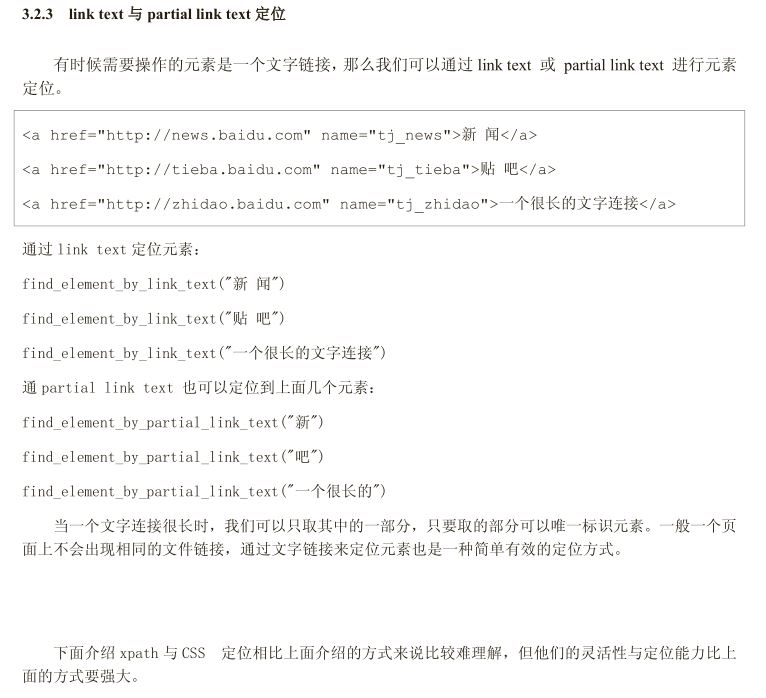 3.2.3 link text 与 partial link text 定位
有时候需要操作的元素是一个文字链接，那么我们可以通过 link text 或 partial link text 进行元素
定位。
<a href="http://news.baidu.com" name="tj_news">新 闻</a>
<a href="http://tieba.baidu.com" name="tj_tieba">贴 吧</a>
<a href="http://zhidao.baidu.com" name="tj_zhidao">一个很长的文字连接</a>
通过 link text 定位元素：
find_element_by_link_text("新 闻")
find_element_by_link_text("贴 吧")
find_element_by_link_text("一个很长的文字连接")
通 partial link text 也可以定位到上面几个元素：
find_element_by_partial_link_text("新")
find_element_by_partial_link_text("吧")
find_element_by_partial_link_text("一个很长的")
当一个文字连接很长时，我们可以只取其中的一部分，只要取的部分可以唯一标识元素。一般一个页
面上不会出现相同的文件链接，通过文字链接来定位元素也是一种简单有效的定位方式。
下面介绍 xpath 与 CSS 定位相比上面介绍的方式来说比较难理解，但他们的灵活性与定位能力比上
面的方式要强大。